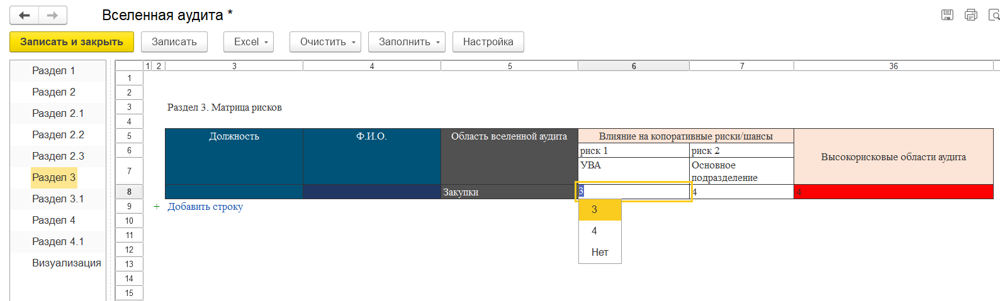 Вселенная аудита *
Записать и закрыть Записать Excel Очистить Заполнить Настройка
Раздел 1
Раздел 2
Раздел 2.1
Раздел 2.2
Раздел 2.3
Раздел 3
Раздел 3.1
Раздел 4
Раздел 4.1
Визуализация
1 2 3 4 5 6 7 36
1
2
3 Раздел 3. Матрица рисков
4
5 Должность Ф.И.О. Область вселенной аудита Влияние на копоративные риски/шансы
6 риск 1 риск 2
Высокорисковые области аудита
7 УВА Основное
подразделение
8 Закупки 3 4 4
9 + Добавить строку
3
10
4
11
12
Нет
13
14
15